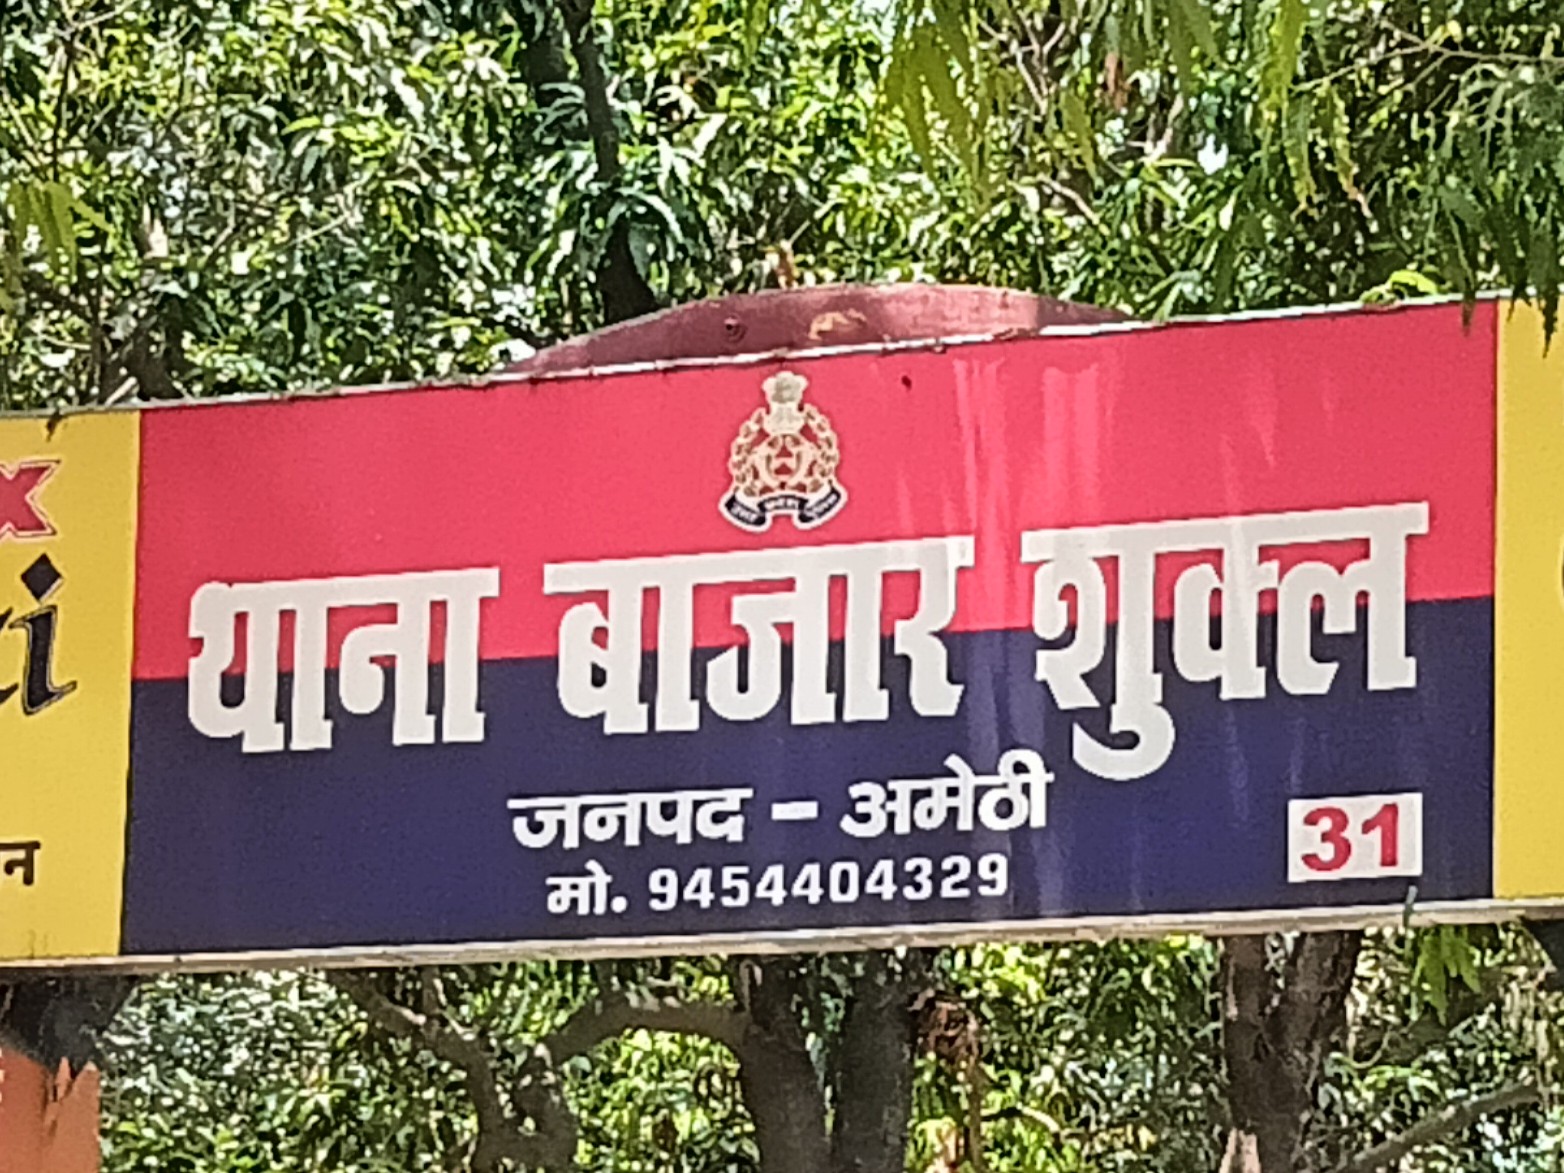 थाना बाजार शुक्ल
जनपद - अमेठी
मो. 9454404329
31